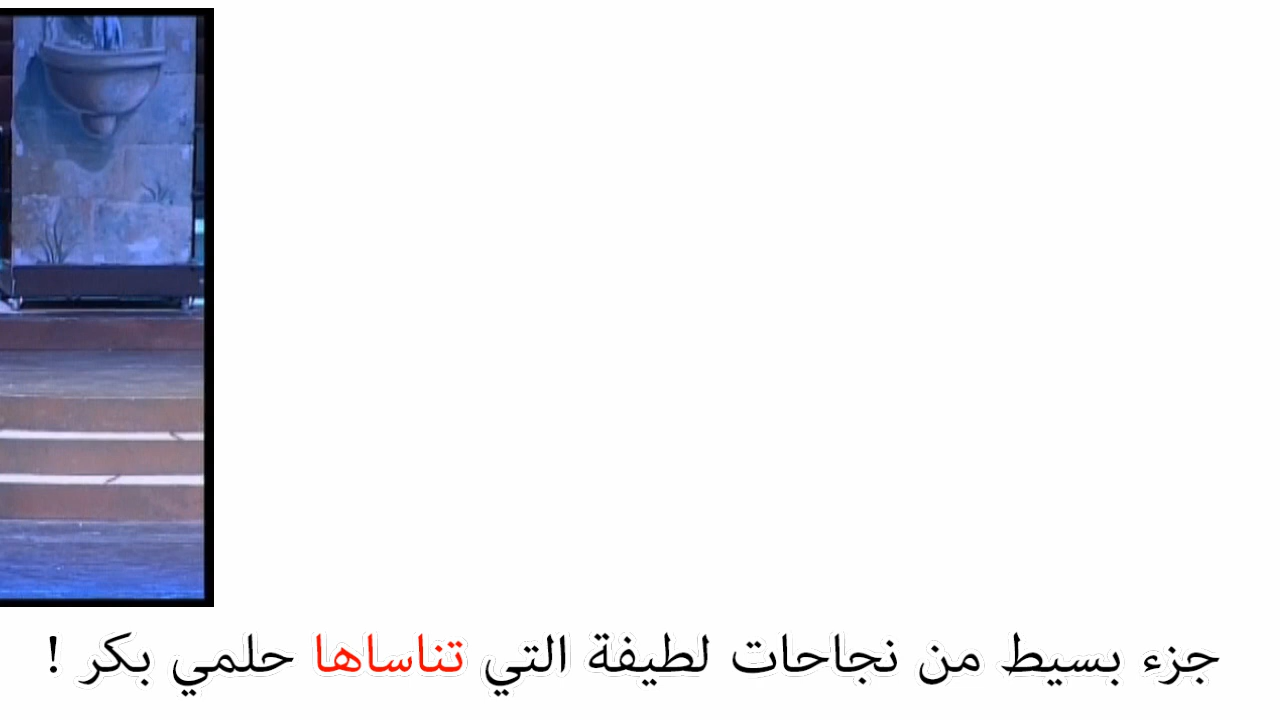 جزء بسيط من نجاحات لطيفة التي تناساها حلمي بكر !